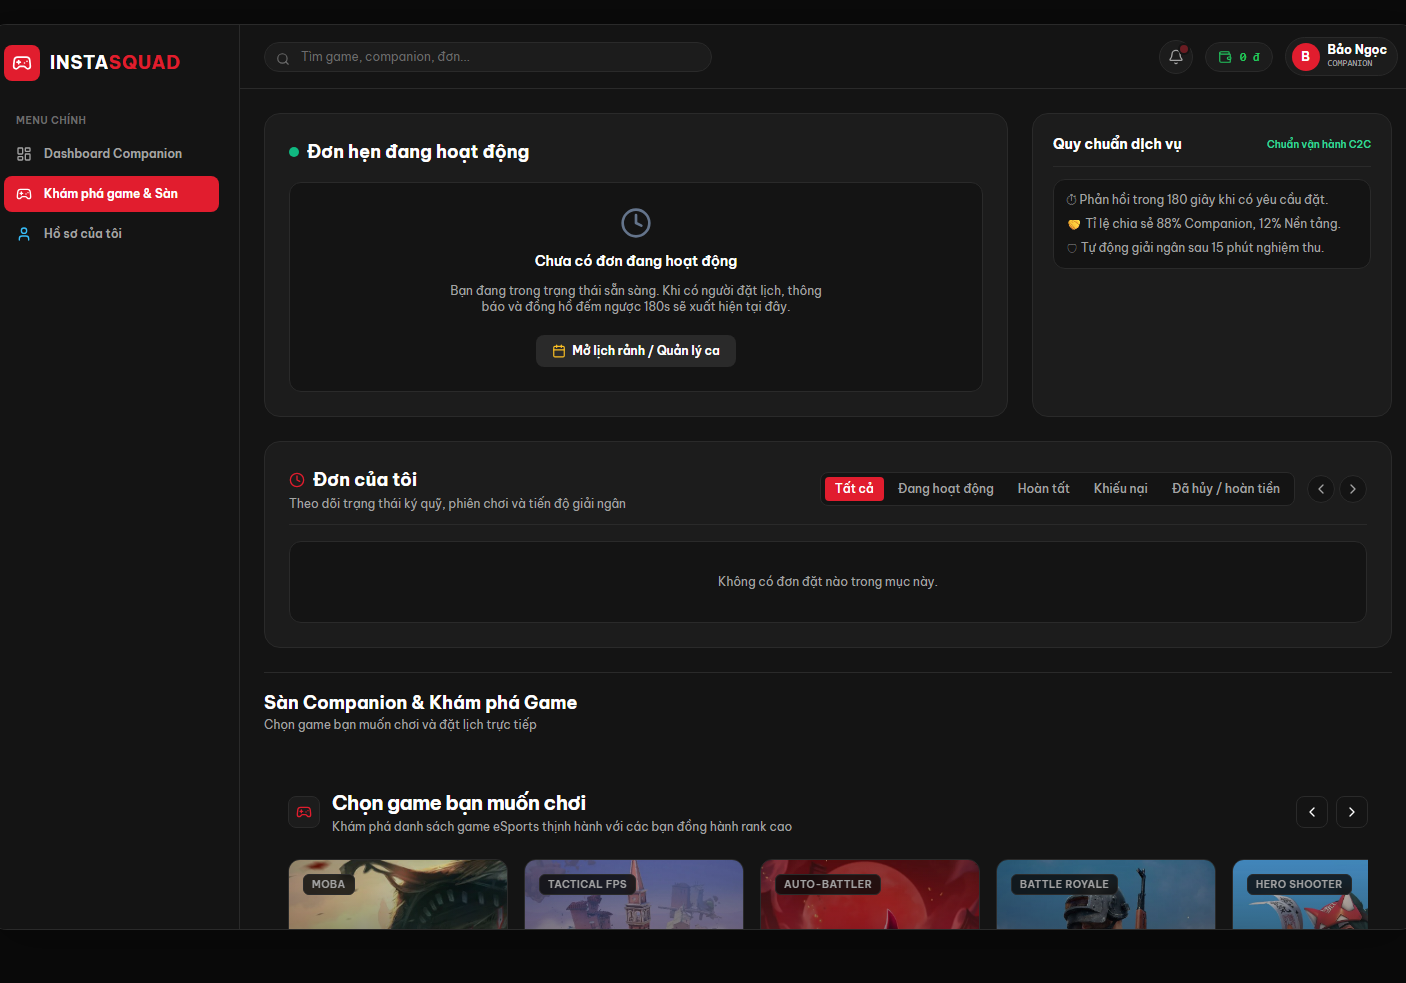 INSTASQUAD
Tìm game, companion, đơn...
0 đ
B
Bảo Ngọc
COMPANION
MENU CHÍNH
Dashboard Companion
Khám phá game & Sàn
Hồ sơ của tôi
Đơn hẹn đang hoạt động
Chưa có đơn đang hoạt động
Bạn đang trong trạng thái sẵn sàng. Khi có người đặt lịch, thông
báo và đồng hồ đếm ngược 180s sẽ xuất hiện tại đây.
Mở lịch rảnh / Quản lý ca
Quy chuẩn dịch vụ
Chuẩn vận hành C2C
Phản hồi trong 180 giây khi có yêu cầu đặt.
Tỉ lệ chia sẻ 88% Companion, 12% Nền tảng.
Tự động giải ngân sau 15 phút nghiệm thu.
Đơn của tôi
Theo dõi trạng thái ký quỹ, phiên chơi và tiến độ giải ngân
Tất cả
Đang hoạt động
Hoàn tất
Khiếu nại
Đã hủy / hoàn tiền
Không có đơn đặt nào trong mục này.
Sàn Companion & Khám phá Game
Chọn game bạn muốn chơi và đặt lịch trực tiếp
Chọn game bạn muốn chơi
Khám phá danh sách game eSports thịnh hành với các bạn đồng hành rank cao
MOBA
TACTICAL FPS
AUTO-BATTLER
BATTLE ROYALE
HERO SHOOTER